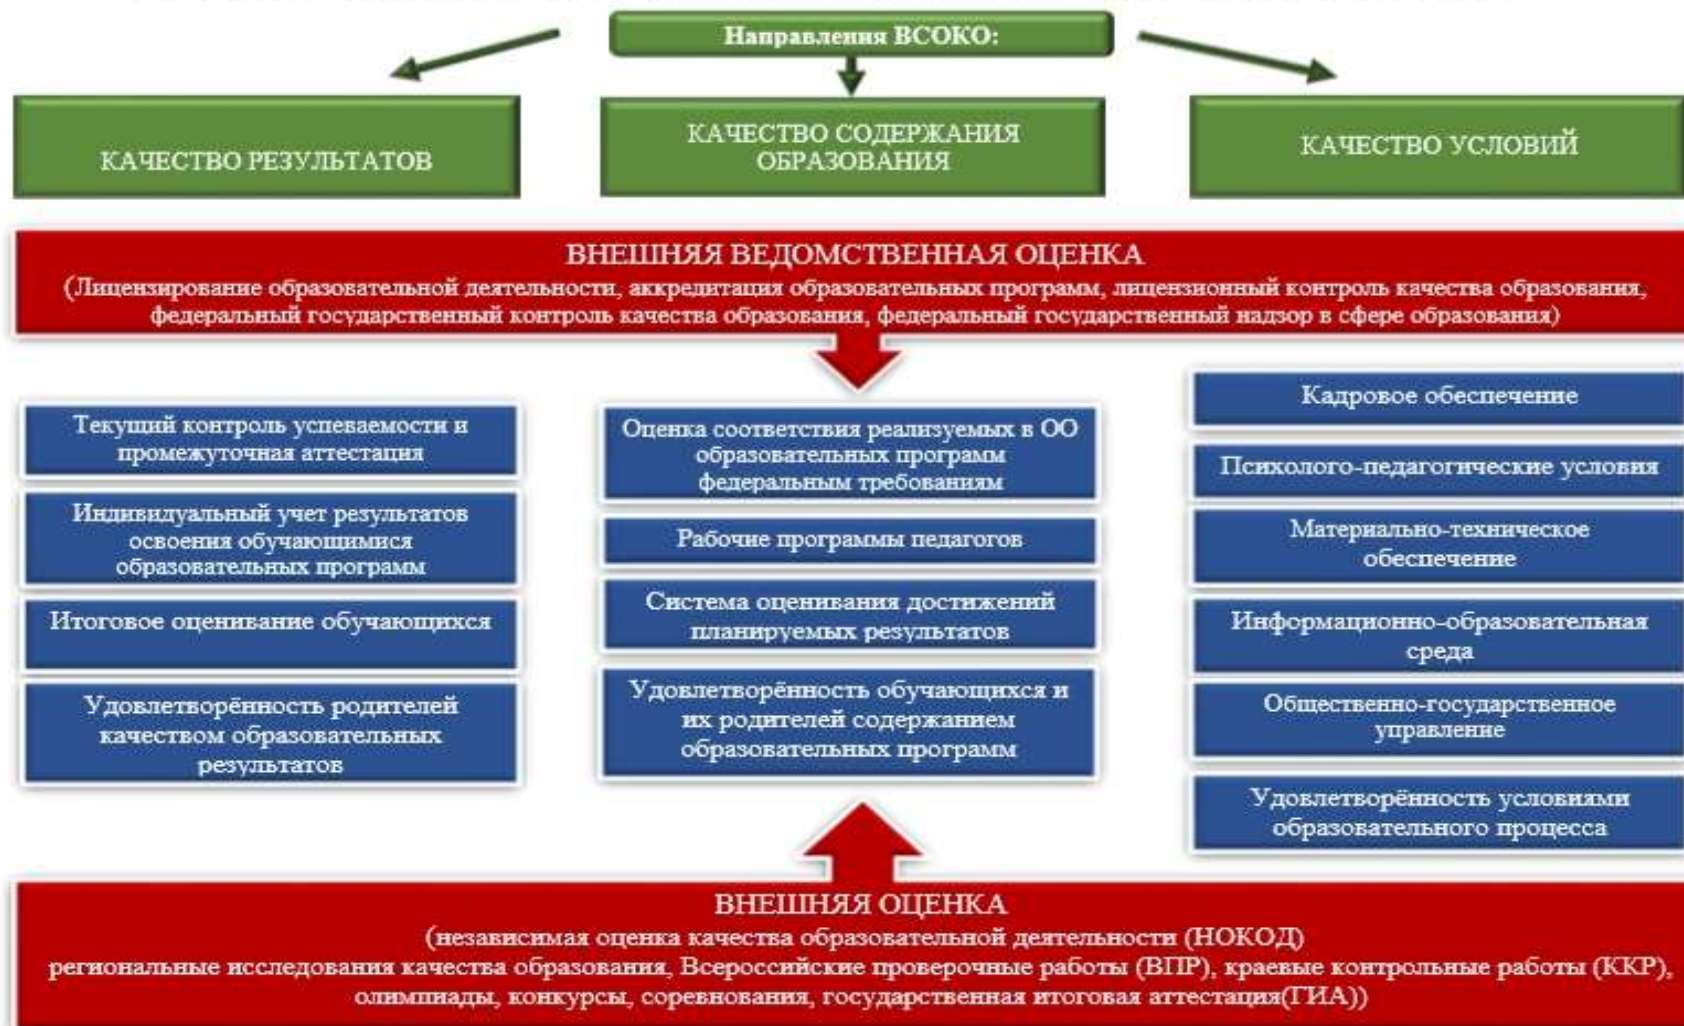 Направления ВСОКО:
КАЧЕСТВО РЕЗУЛЬТАТОВ
КАЧЕСТВО СОДЕРЖАНИЯ
ОБРАЗОВАНИЯ
КАЧЕСТВО УСЛОВИЙ
ВНЕШНЯЯ ВЕДОМСТВЕННАЯ ОЦЕНКА
(Лицензирование образовательной деятельности, аккредитация образовательных программ, лицензионный контроль качества образования,
федеральный государственный контроль качества образования, федеральный государственный надзор в сфере образования)
Текущий контроль успеваемости и
промежуточная аттестация
Индивидуальный учет результатов
освоения обучающимися
образовательных программ
Итоговое оценивание обучающихся
Удовлетворённость родителей
качеством образовательных
результатов
Оценка соответствия реализуемых в ОО
образовательных программ
федеральным требованиям
Рабочие программы педагогов
Система оценивания достижений
планируемых результатов
Удовлетворённость обучающихся и
их родителей содержанием
образовательных программ
Кадровое обеспечение
Психолого-педагогические условия
Материально-техническое
обеспечение
Информационно-образовательная
среда
Общественно-государственное
управление
Удовлетворённость условиями
образовательного процесса
ВНЕШНЯЯ ОЦЕНКА
(независимая оценка качества образовательной деятельности (НОКОД)
региональные исследования качества образования, Всероссийские проверочные работы (ВПР), краевые контрольные работы (ККР),
олимпиады, конкурсы, соревнования, государственная итоговая аттестация(ГИА))